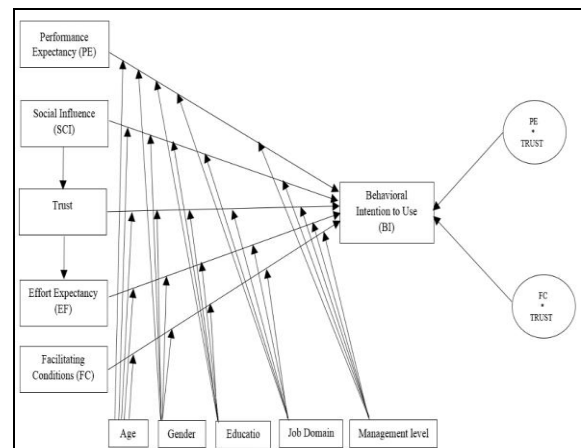 Performance
Expectancy (PE)
Social Influence
(SCI)
Trust
Effort Expectancy
(EF)
Facilitating
Conditions (FC)
Behavioral
Intention to Use
(BI)
PE
*
TRUST
FC
*
TRUST
Age
Gender
Educatio
Job Domain
Management level